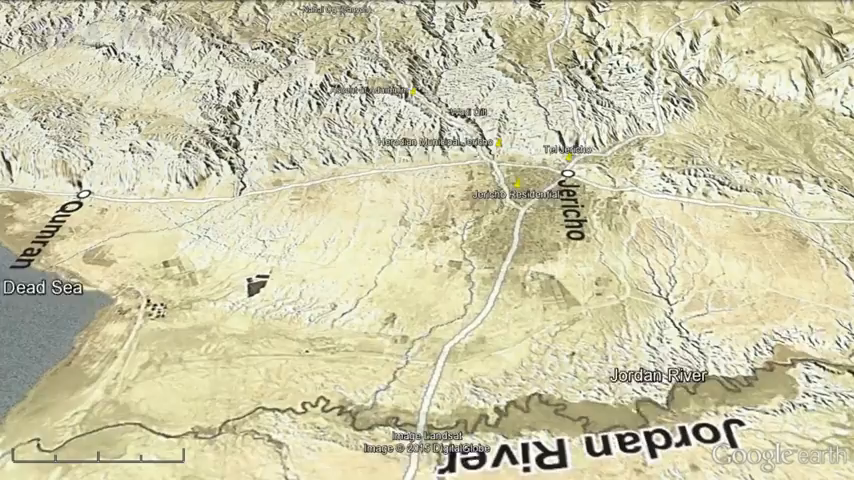 Herodian Municipal Jericho
Tel Jericho
Jericho Residential
Jericho
Qumran
Dead Sea
Jordan River
Jordan River
Image Landsat
Image © 2015 DigitalGlobe
Google earth